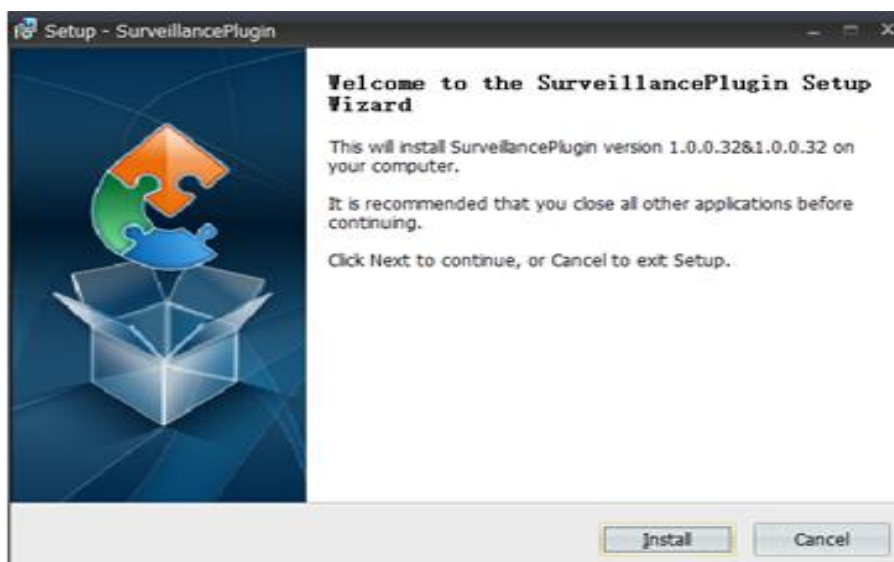 Setup - SurveillancePlugin
Welcome to the SurveillancePlugin Setup
Wizard
This will install SurveillancePlugin version 1.0.0.32&1.0.0.32 on
your computer.
It is recommended that you close all other applications before
continuing.
Click Next to continue, or Cancel to exit Setup.
Install
Cancel